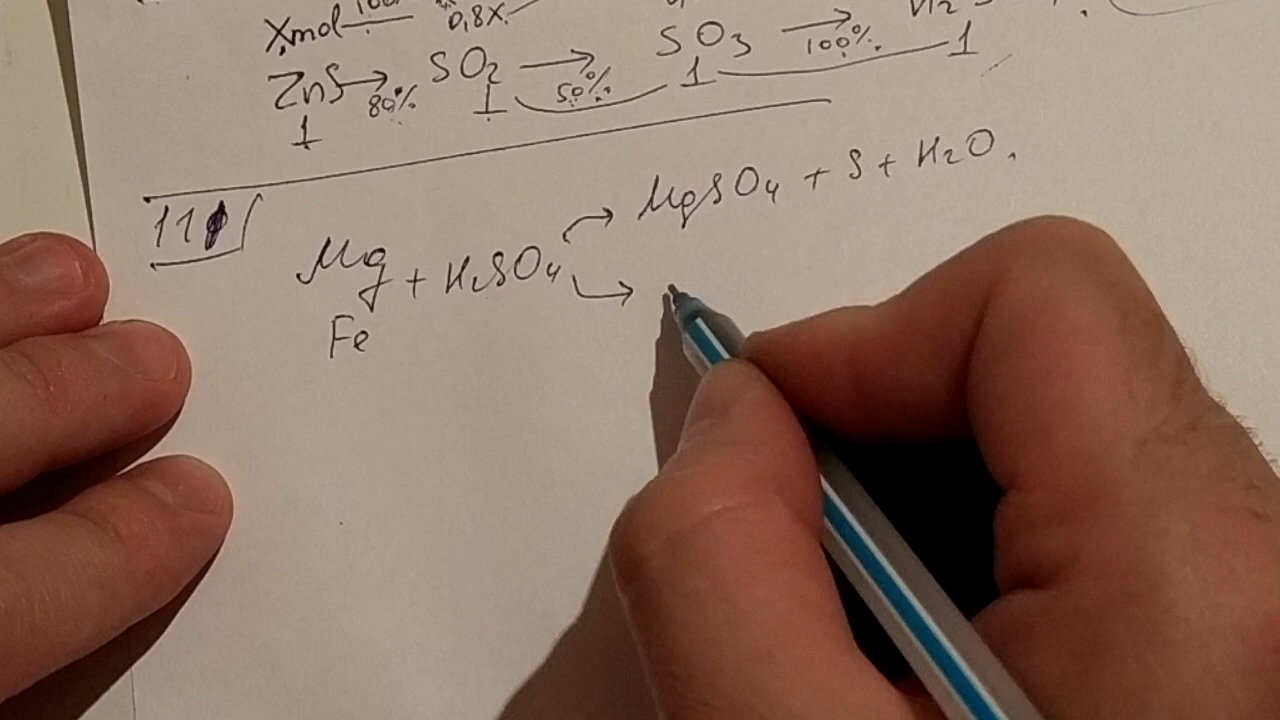 Xmol 0,8X.
ZnS → SO2 → SO3 → 1
80% 50% 100%.
1 1 1
11
MgSO4 + S + H2O.
Mg + H2SO4
Fe